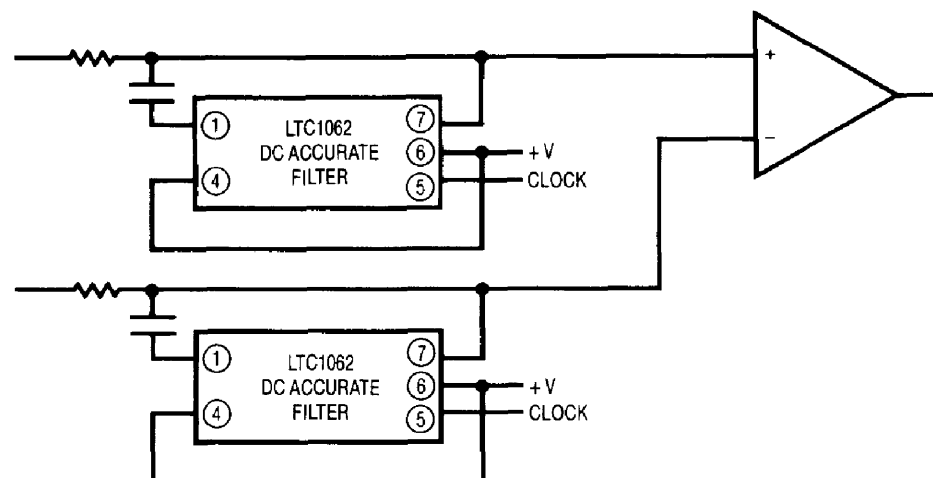 +
−
① LTC1062 ⑦
DC ACCURATE ⑥ + V
④ FILTER ⑤ CLOCK
① LTC1062 ⑦
DC ACCURATE ⑥ + V
④ FILTER ⑤ CLOCK